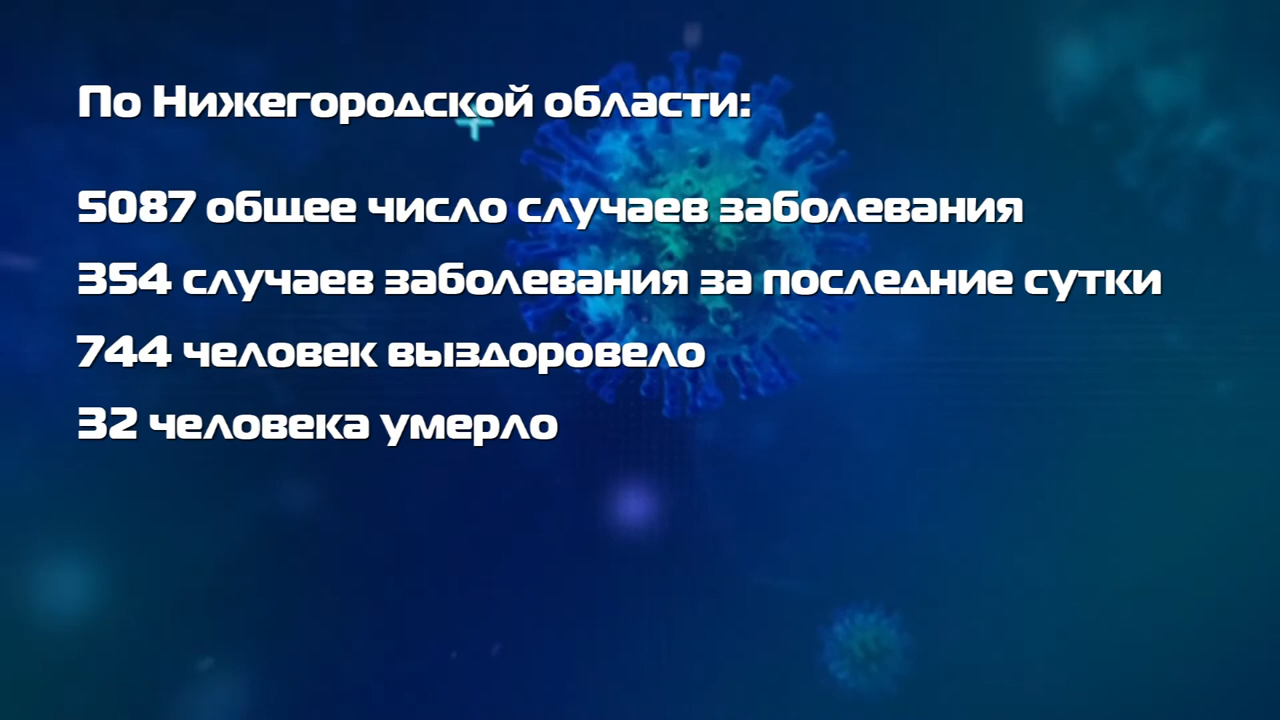 По Нижегородской области:
5087 общее число случаев заболевания
354 случаев заболевания за последние сутки
744 человек выздоровело
32 человека умерло